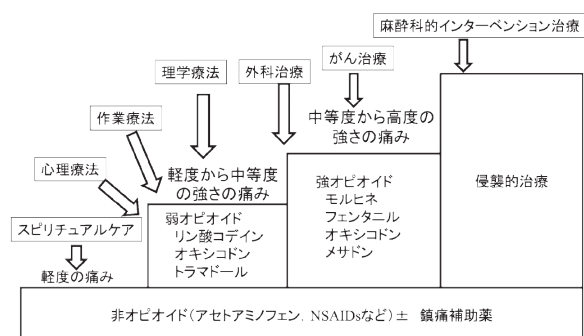 麻酔科的インターベンション治療
がん治療
理学療法
外科治療
作業療法
中等度から高度の
強さの痛み
心理療法
軽度から中等度
の強さの痛み
強オピオイド
モルヒネ
フェンタニル
オキシコドン
メサドン
侵襲的治療
弱オピオイド
リン酸コデイン
オキシコドン
トラマドール
スピリチュアルケア
軽度の痛み
非オピオイド(アセトアミノフェン, NSAIDsなど)± 鎮痛補助薬